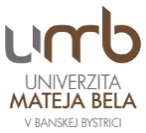 umb
UNIVERZITA
MATEJA BELA
V BANSKEJ BYSTRICI